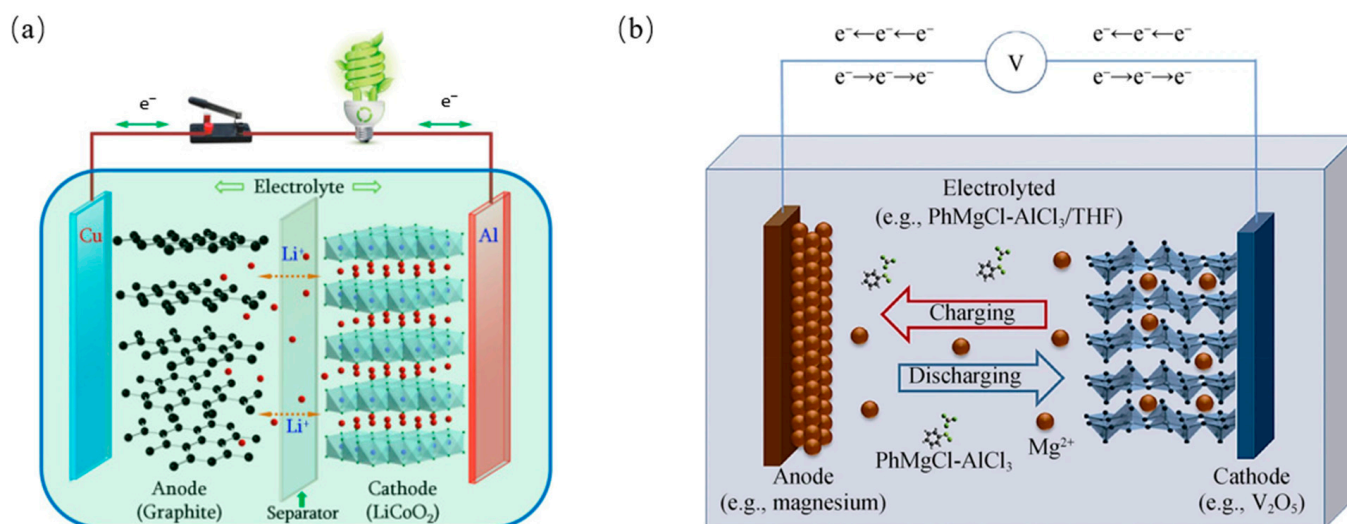 (a)
e⁻
e⁻
Electrolyte
Cu
Al
Li⁺
Li⁺
Anode
(Graphite)
Separator
Cathode
(LiCoO₂)
(b)
e⁻←e⁻←e⁻
e⁻←e⁻←e⁻
V
e⁻→e⁻→e⁻
e⁻→e⁻→e⁻
Electrolyted
(e.g., PhMgCl-AlCl₃/THF)
Charging
Discharging
PhMgCl-AlCl₃
Mg²⁺
Anode
(e.g., magnesium)
Cathode
(e.g., V₂O₅)